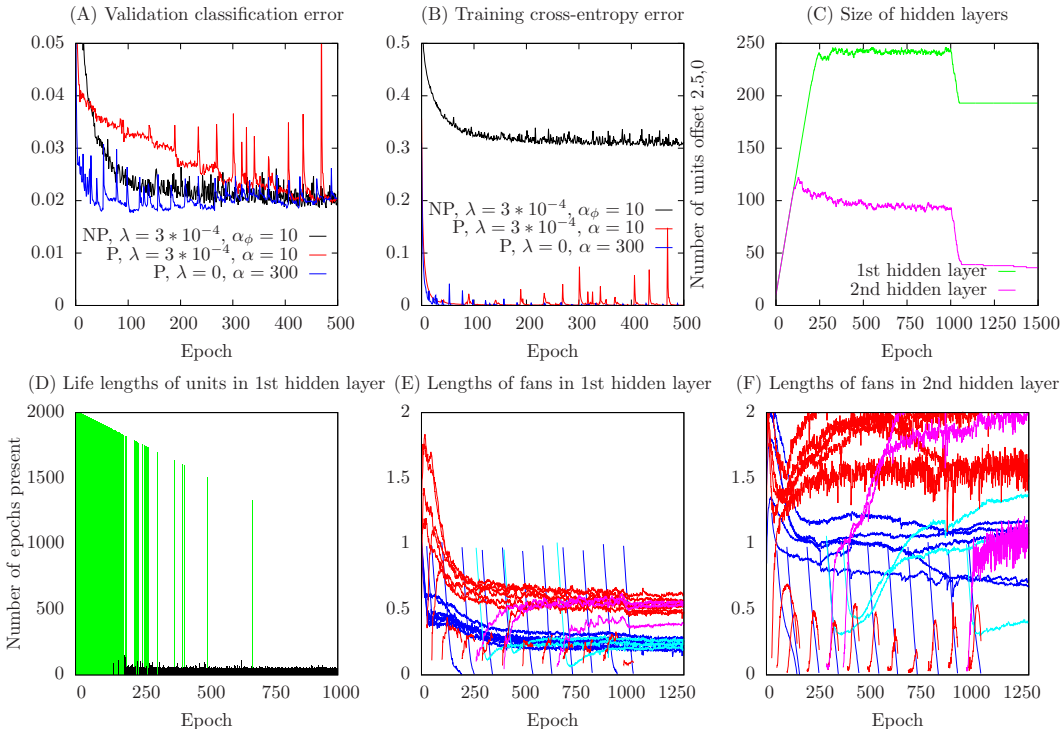 (A) Validation classification error
0.05
0.04
0.03
0.02
0.01
0
NP, λ = 3 ∗ 10⁻⁴, αϕ = 10
P, λ = 3 ∗ 10⁻⁴, α = 10
P, λ = 0, α = 300
0 100 200 300 400 500
Epoch
(B) Training cross-entropy error
0.5
0.4
0.3
0.2
0.1
0
NP, λ = 3 ∗ 10⁻⁴, αϕ = 10
P, λ = 3 ∗ 10⁻⁴, α = 10
P, λ = 0, α = 300
0 100 200 300 400 500
Epoch
(C) Size of hidden layers
Number of units offset 2.5,0
250
200
150
100
50
0
1st hidden layer
2nd hidden layer
0 250 500 750 1000 1250 1500
Epoch
(D) Life lengths of units in 1st hidden layer
Number of epochs present
2000
1500
1000
500
0
0 250 500 750 1000
Epoch
(E) Lengths of fans in 1st hidden layer
2
1.5
1
0.5
0
0 250 500 750 1000 1250
Epoch
(F) Lengths of fans in 2nd hidden layer
2
1.5
1
0.5
0
0 250 500 750 1000 1250
Epoch